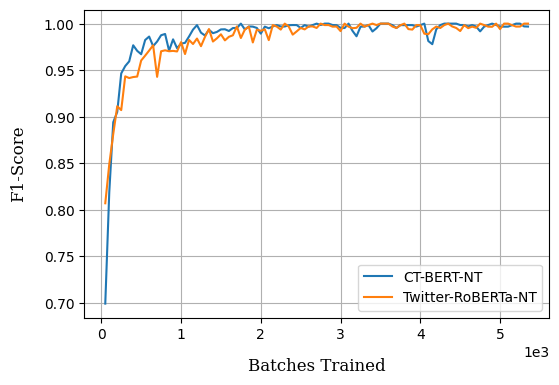 1.00
0.95
0.90
0.85
0.80
0.75
0.70
F1-Score
CT-BERT-NT
Twitter-RoBERTa-NT
0 1 2 3 4 5
1e3
Batches Trained